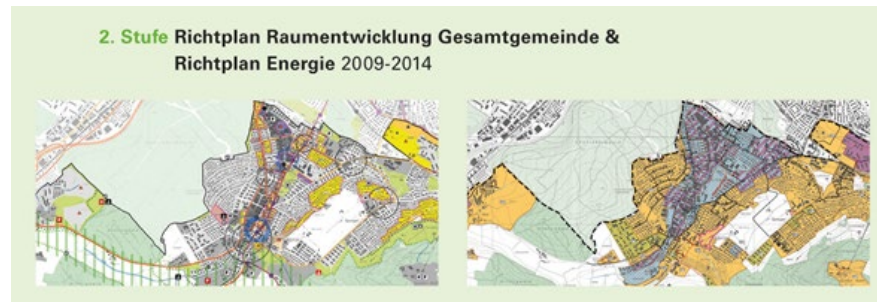 2. Stufe Richtplan Raumentwicklung Gesamtgemeinde &
Richtplan Energie 2009-2014